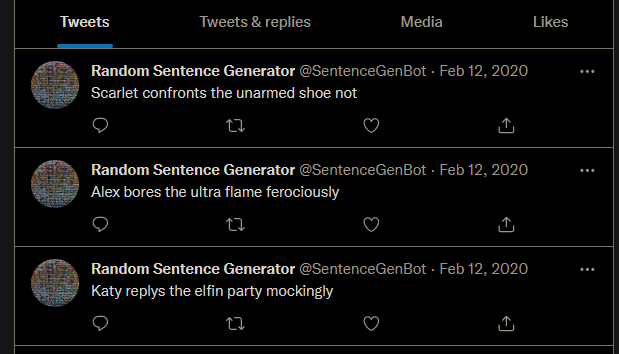 Tweets Tweets & replies Media Likes
Random Sentence Generator @SentenceGenBot · Feb 12, 2020
Scarlet confronts the unarmed shoe not
Random Sentence Generator @SentenceGenBot · Feb 12, 2020
Alex bores the ultra flame ferociously
Random Sentence Generator @SentenceGenBot · Feb 12, 2020
Katy replys the elfin party mockingly